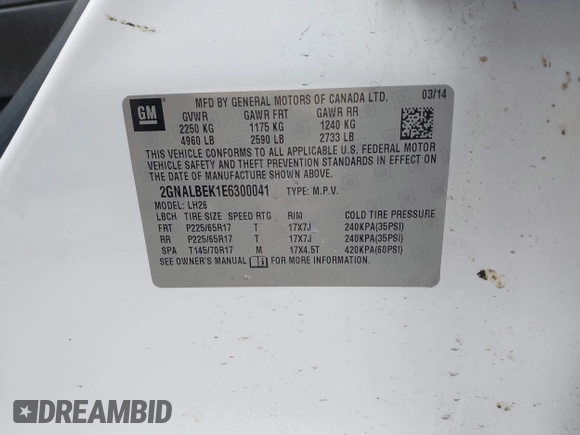 GM
MFD BY GENERAL MOTORS OF CANADA LTD. 03/14
GVWR GAWR FRT GAWR RR
2250 KG 1175 KG 1240 KG
4960 LB 2590 LB 2733 LB
THIS VEHICLE CONFORMS TO ALL APPLICABLE U.S. FEDERAL MOTOR
VEHICLE SAFETY AND THEFT PREVENTION STANDARDS IN EFFECT ON
THE DATE OF MANUFACTURE SHOWN ABOVE.
2GNALBEK1E6300041 TYPE: M.P.V.
MODEL: LH26
LBCH TIRE SIZE SPEED RTG RIM COLD TIRE PRESSURE
FRT P225/65R17 T 17X7J 240KPA(35PSI)
RR P225/65R17 T 17X7J 240KPA(35PSI)
SPA T145/70R17 M 17X4.5T 420KPA(60PSI)
SEE OWNER'S MANUAL FOR MORE INFORMATION.
DREAMBID